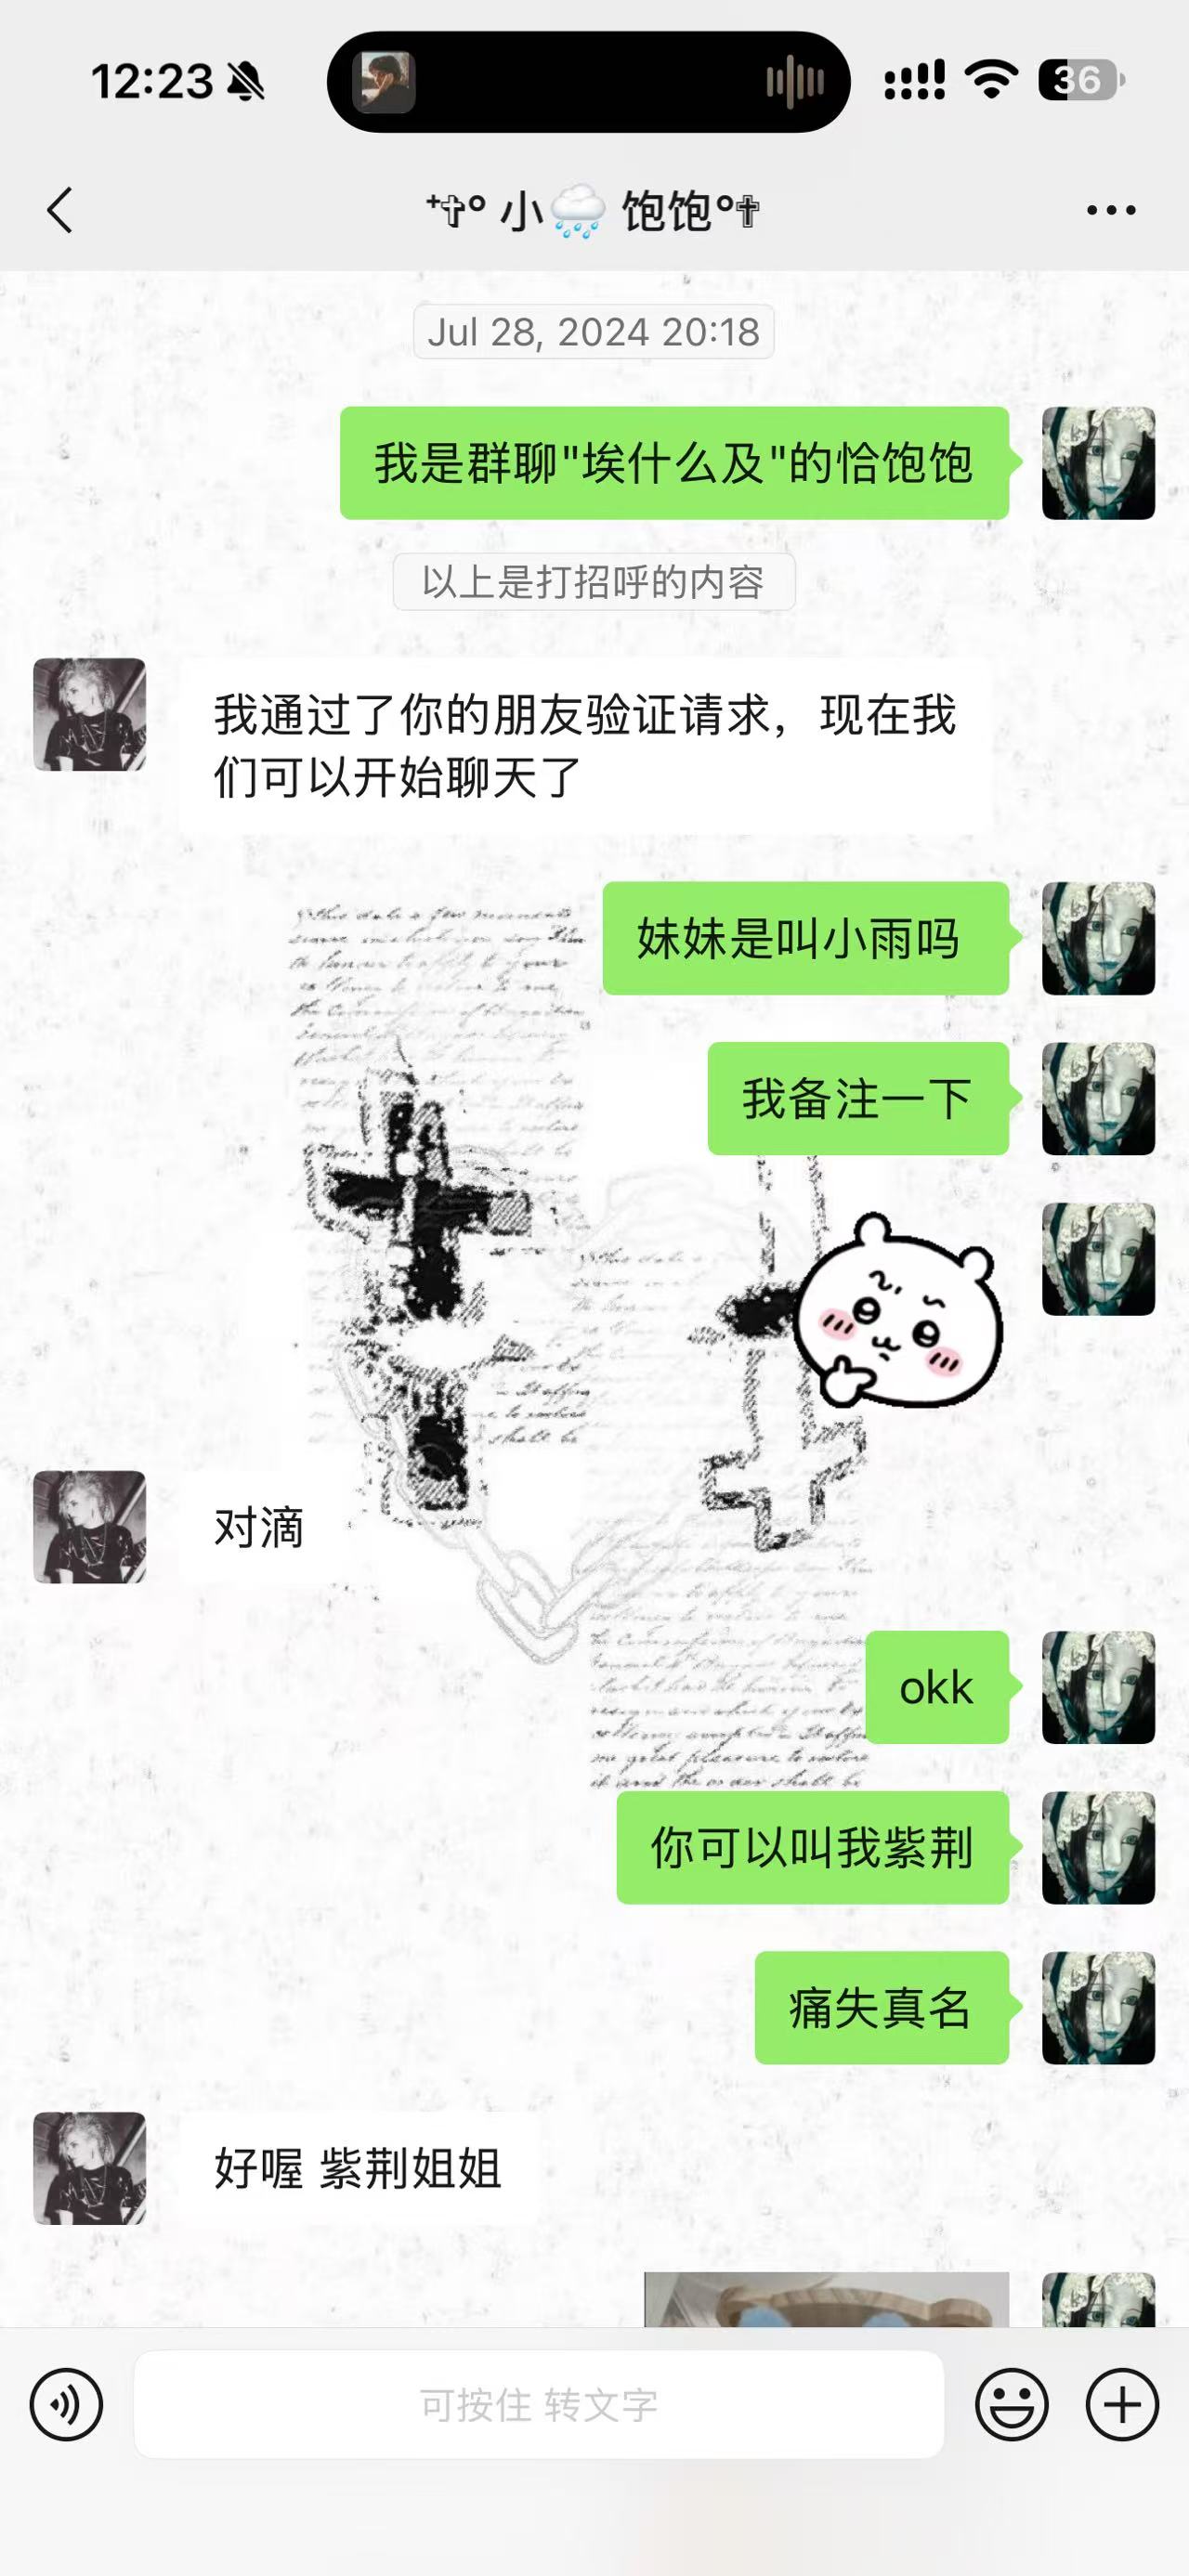 12:23
36
小🌧️ 饱饱
Jul 28, 2024 20:18
我是群聊"埃什么及"的恰饱饱
以上是打招呼的内容
我通过了你的朋友验证请求，现在我
们可以开始聊天了
妹妹是叫小雨吗
我备注一下
对滴
okk
你可以叫我紫荆
痛失真名
好喔 紫荆姐姐
可按住 转文字